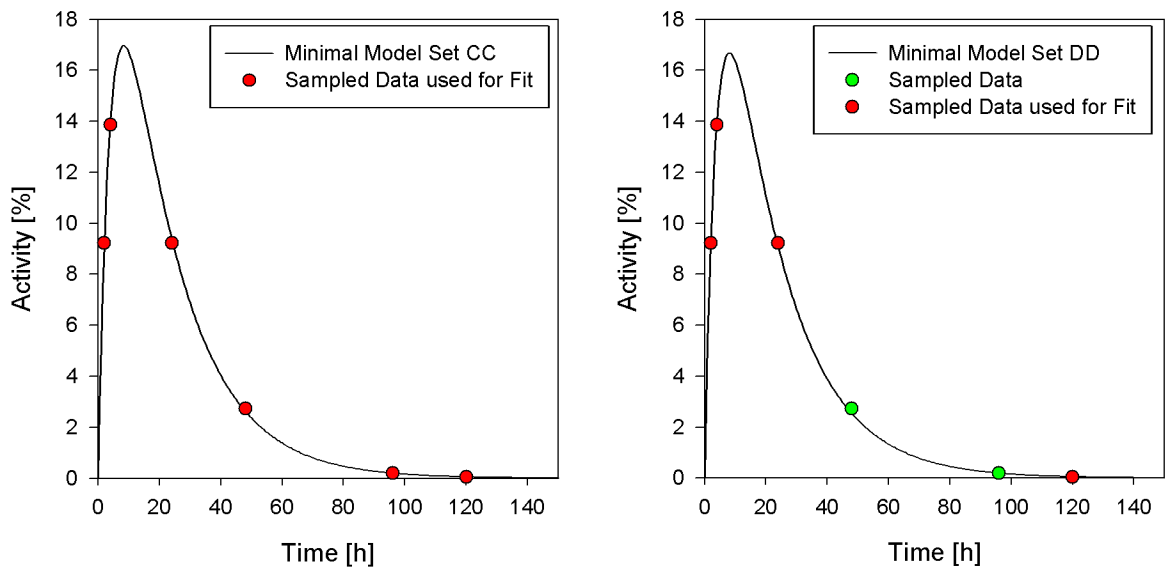 Minimal Model Set CC
Sampled Data used for Fit
18
16
14
12
10
8
6
4
2
0
Activity [%]
0 20 40 60 80 100 120 140
Time [h]
Minimal Model Set DD
Sampled Data
Sampled Data used for Fit
18
16
14
12
10
8
6
4
2
0
Activity [%]
0 20 40 60 80 100 120 140
Time [h]